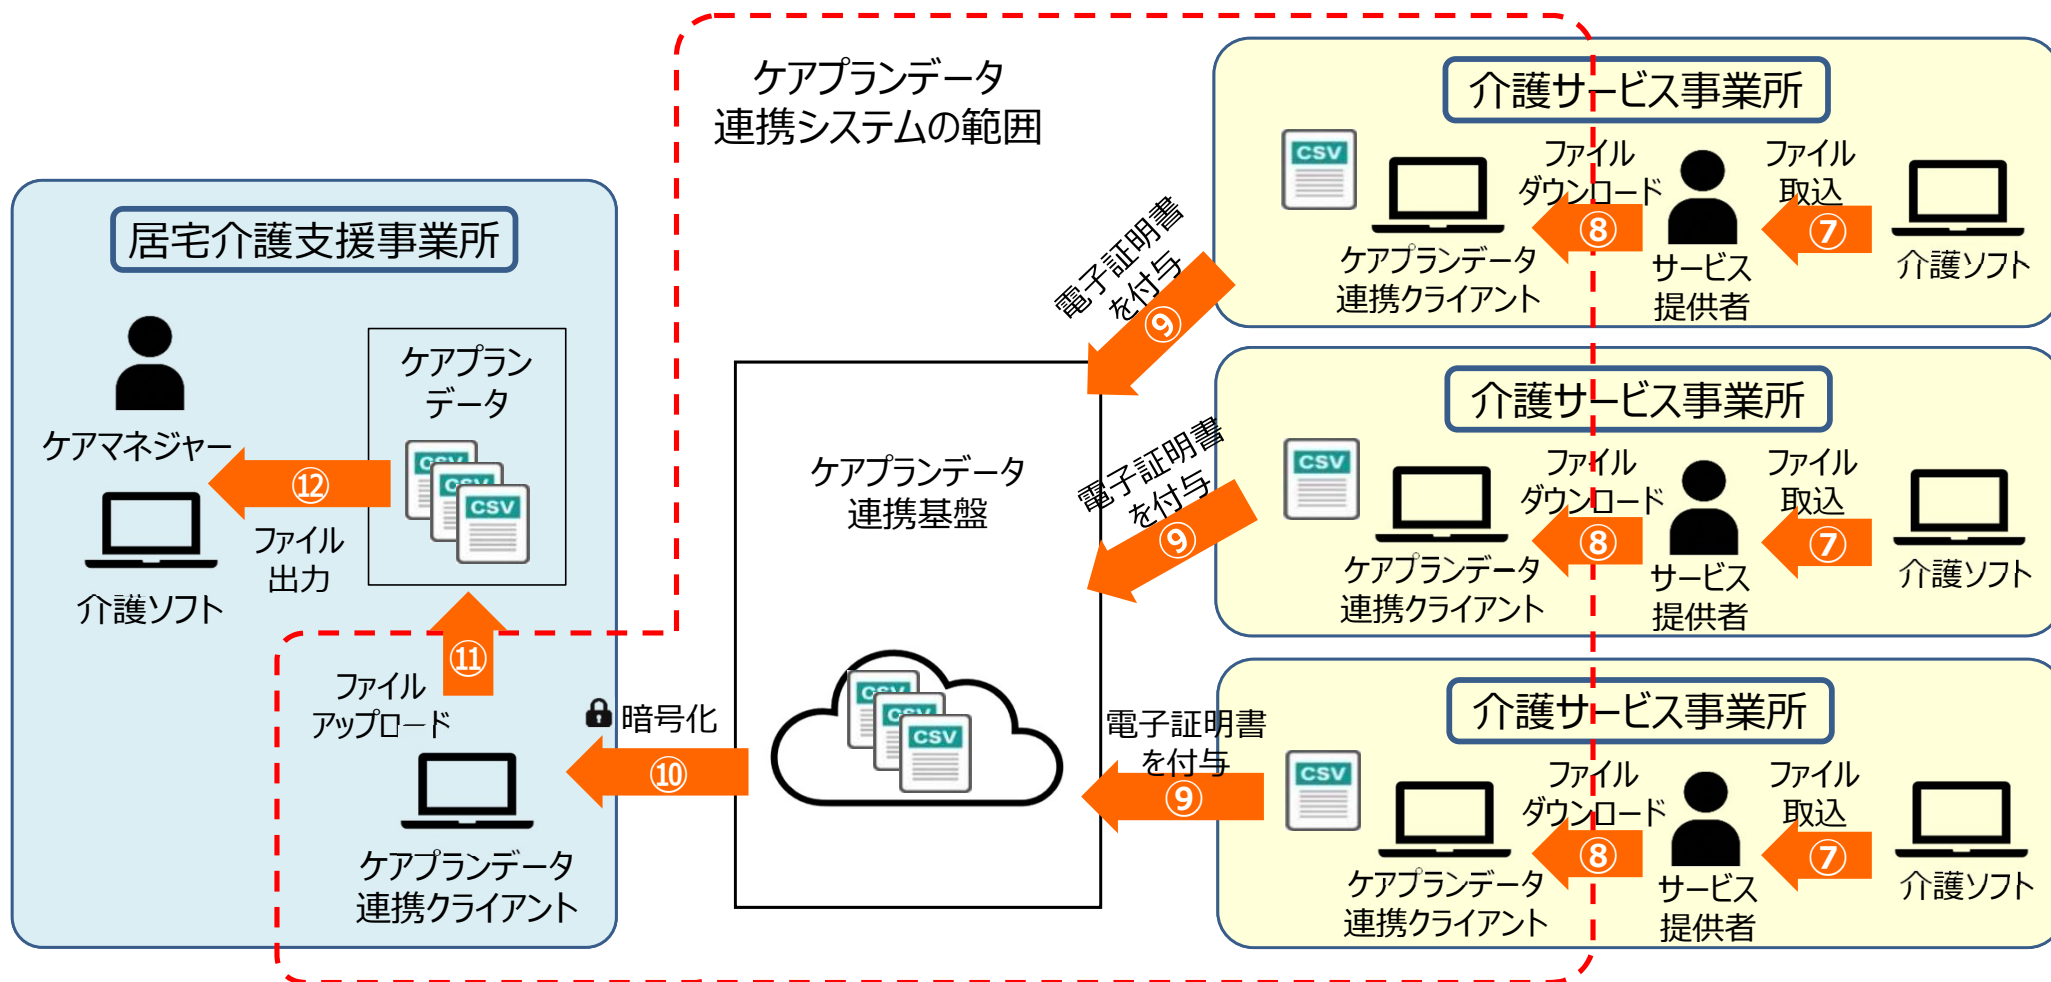 ケアプランデータ
連携システムの範囲
居宅介護支援事業所
ケアマネジャー
介護ソフト
ケアプラン
データ
CSV
CSV
CSV
⑫
ファイル
出力
⑪
ファイル
アップロード
ケアプランデータ
連携クライアント
暗号化
⑩
ケアプランデータ
連携基盤
CSV
CSV
CSV
電子証明書
を付与
⑨
電子証明書
を付与
⑨
電子証明書
を付与
⑨
介護サービス事業所
CSV
ケアプランデータ
連携クライアント
ファイル
ダウンロード
⑧
サービス
提供者
ファイル
取込
⑦
介護ソフト
介護サービス事業所
CSV
ケアプランデータ
連携クライアント
ファイル
ダウンロード
⑧
サービス
提供者
ファイル
取込
⑦
介護ソフト
介護サービス事業所
CSV
ケアプランデータ
連携クライアント
ファイル
ダウンロード
⑧
サービス
提供者
ファイル
取込
⑦
介護ソフト